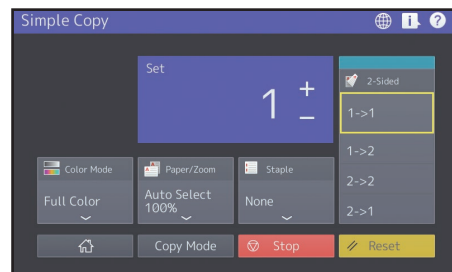 Simple Copy
Set
1
+
−
2-Sided
1->1
1->2
2->2
2->1
Color Mode
Full Color
Paper/Zoom
Auto Select
100%
Staple
None
Copy Mode
Stop
Reset